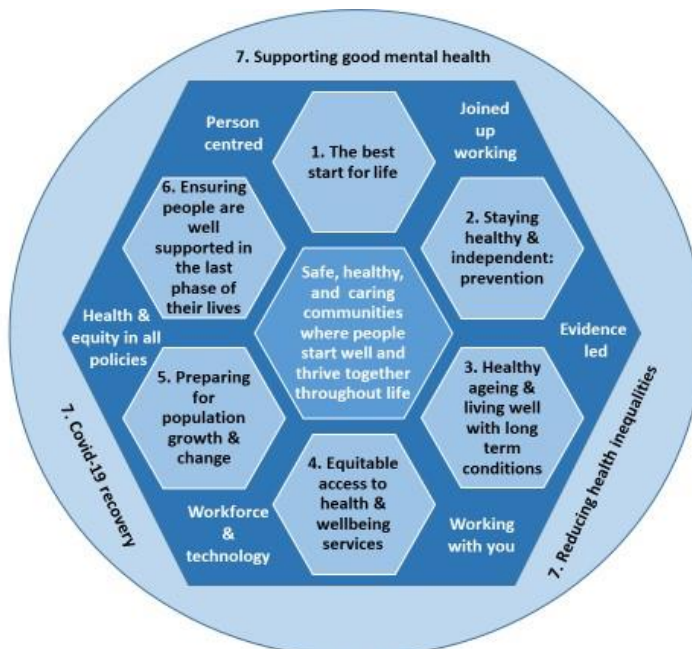 7. Supporting good mental health
Person
centred
Joined
up
working
1. The best
start for life
6. Ensuring
people are
well
supported in
the last
phase of
their lives
2. Staying
healthy &
independent:
prevention
Safe, healthy,
and caring
communities
where people
start well and
thrive together
throughout life
Health &
equity in all
policies
Evidence
led
5. Preparing
for
population
growth &
change
3. Healthy
ageing &
living well
with long
term
conditions
4. Equitable
access to
health &
wellbeing
services
Workforce
&
technology
Working
with you
7. Covid-19 recovery
7. Reducing health inequalities